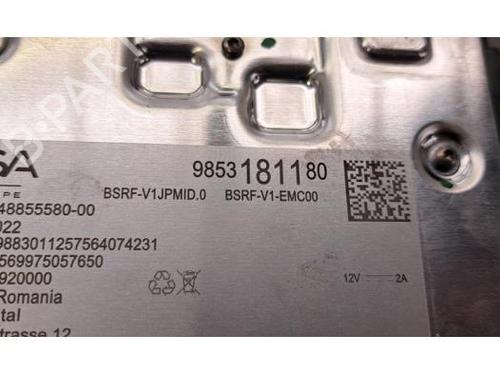 SA
9853181180
PE
BSRF-V1JPMID.0 BSRF-V1-EMC00
48855580-00
022
9883011257564074231
569975057650
920000
12V 2A
Romania
tal
trasse 12